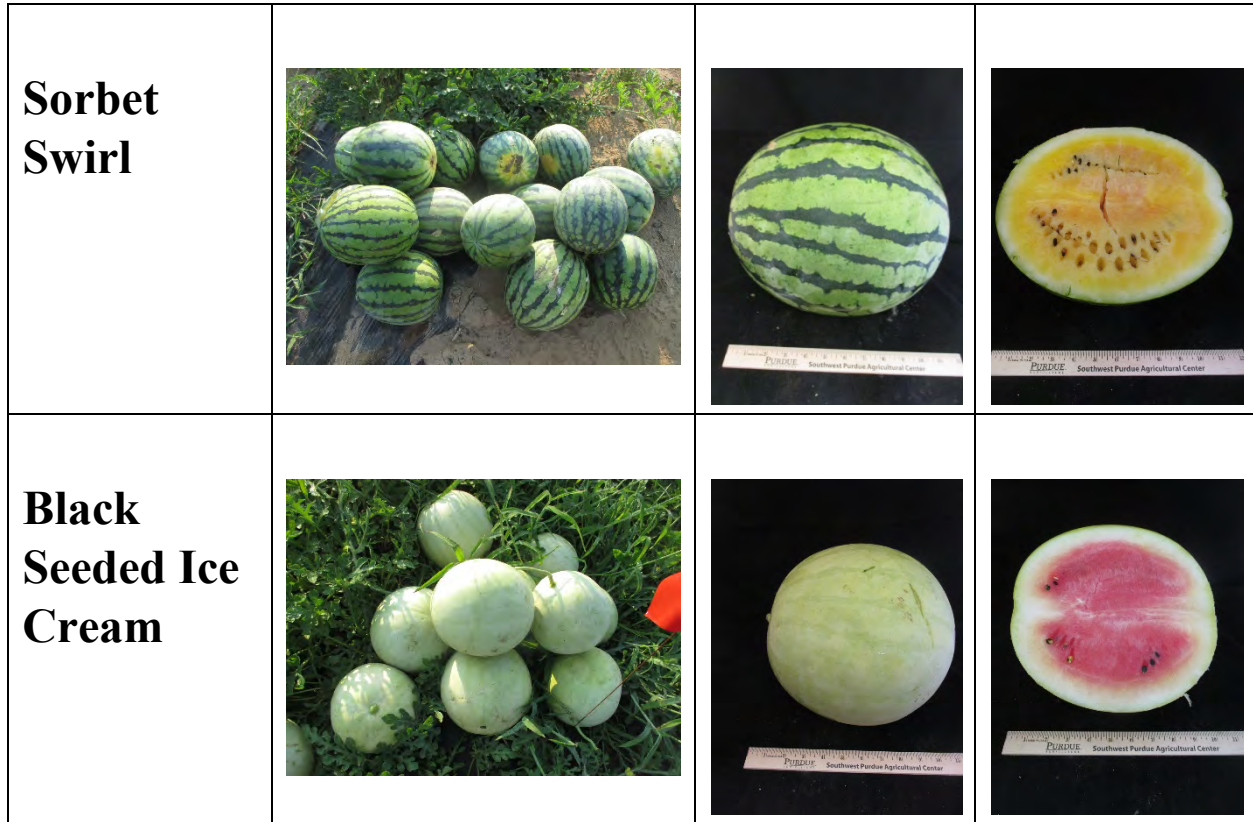 Sorbet
Swirl
PURDUE
Southwest Purdue Agricultural Center
PURDUE
Southwest Purdue Agricultural Center
Black
Seeded Ice
Cream
PURDUE
Southwest Purdue Agricultural Center
PURDUE
Southwest Purdue Agricultural Center